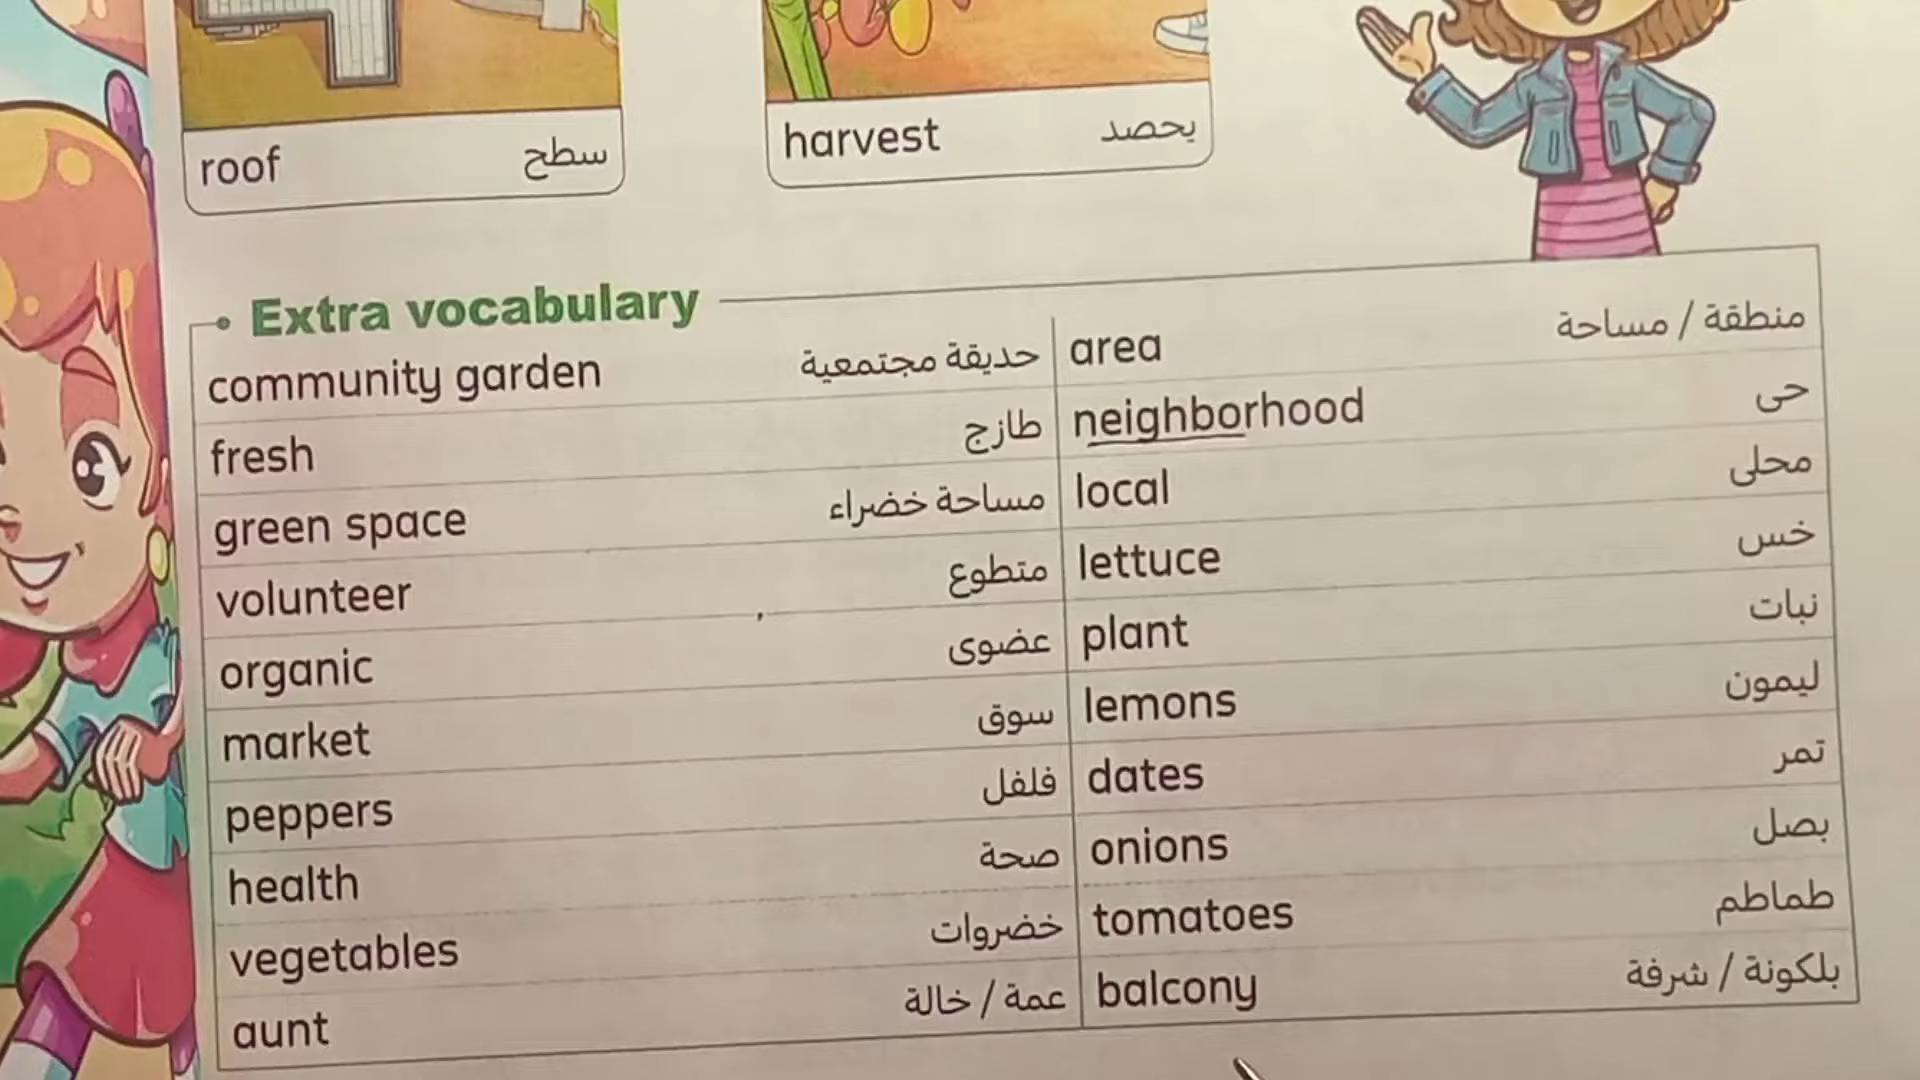 roof سطح
harvest يحصد
Extra vocabulary
community garden حديقة مجتمعية
area منطقة / مساحة
fresh طازج
neighborhood حى
green space مساحة خضراء
local محلى
volunteer متطوع
lettuce خس
organic عضوى
plant نبات
market سوق
lemons ليمون
peppers فلفل
dates تمر
health صحة
onions بصل
vegetables خضروات
tomatoes طماطم
aunt عمة / خالة
balcony بلكونة / شرفة